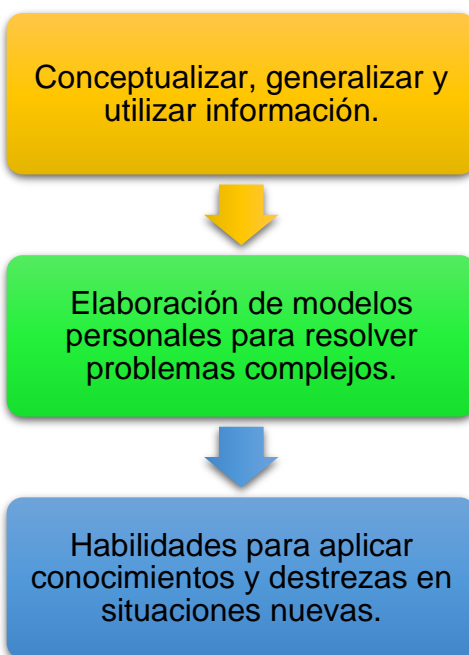 Conceptualizar, generalizar y
utilizar información.
Elaboración de modelos
personales para resolver
problemas complejos.
Habilidades para aplicar
conocimientos y destrezas en
situaciones nuevas.